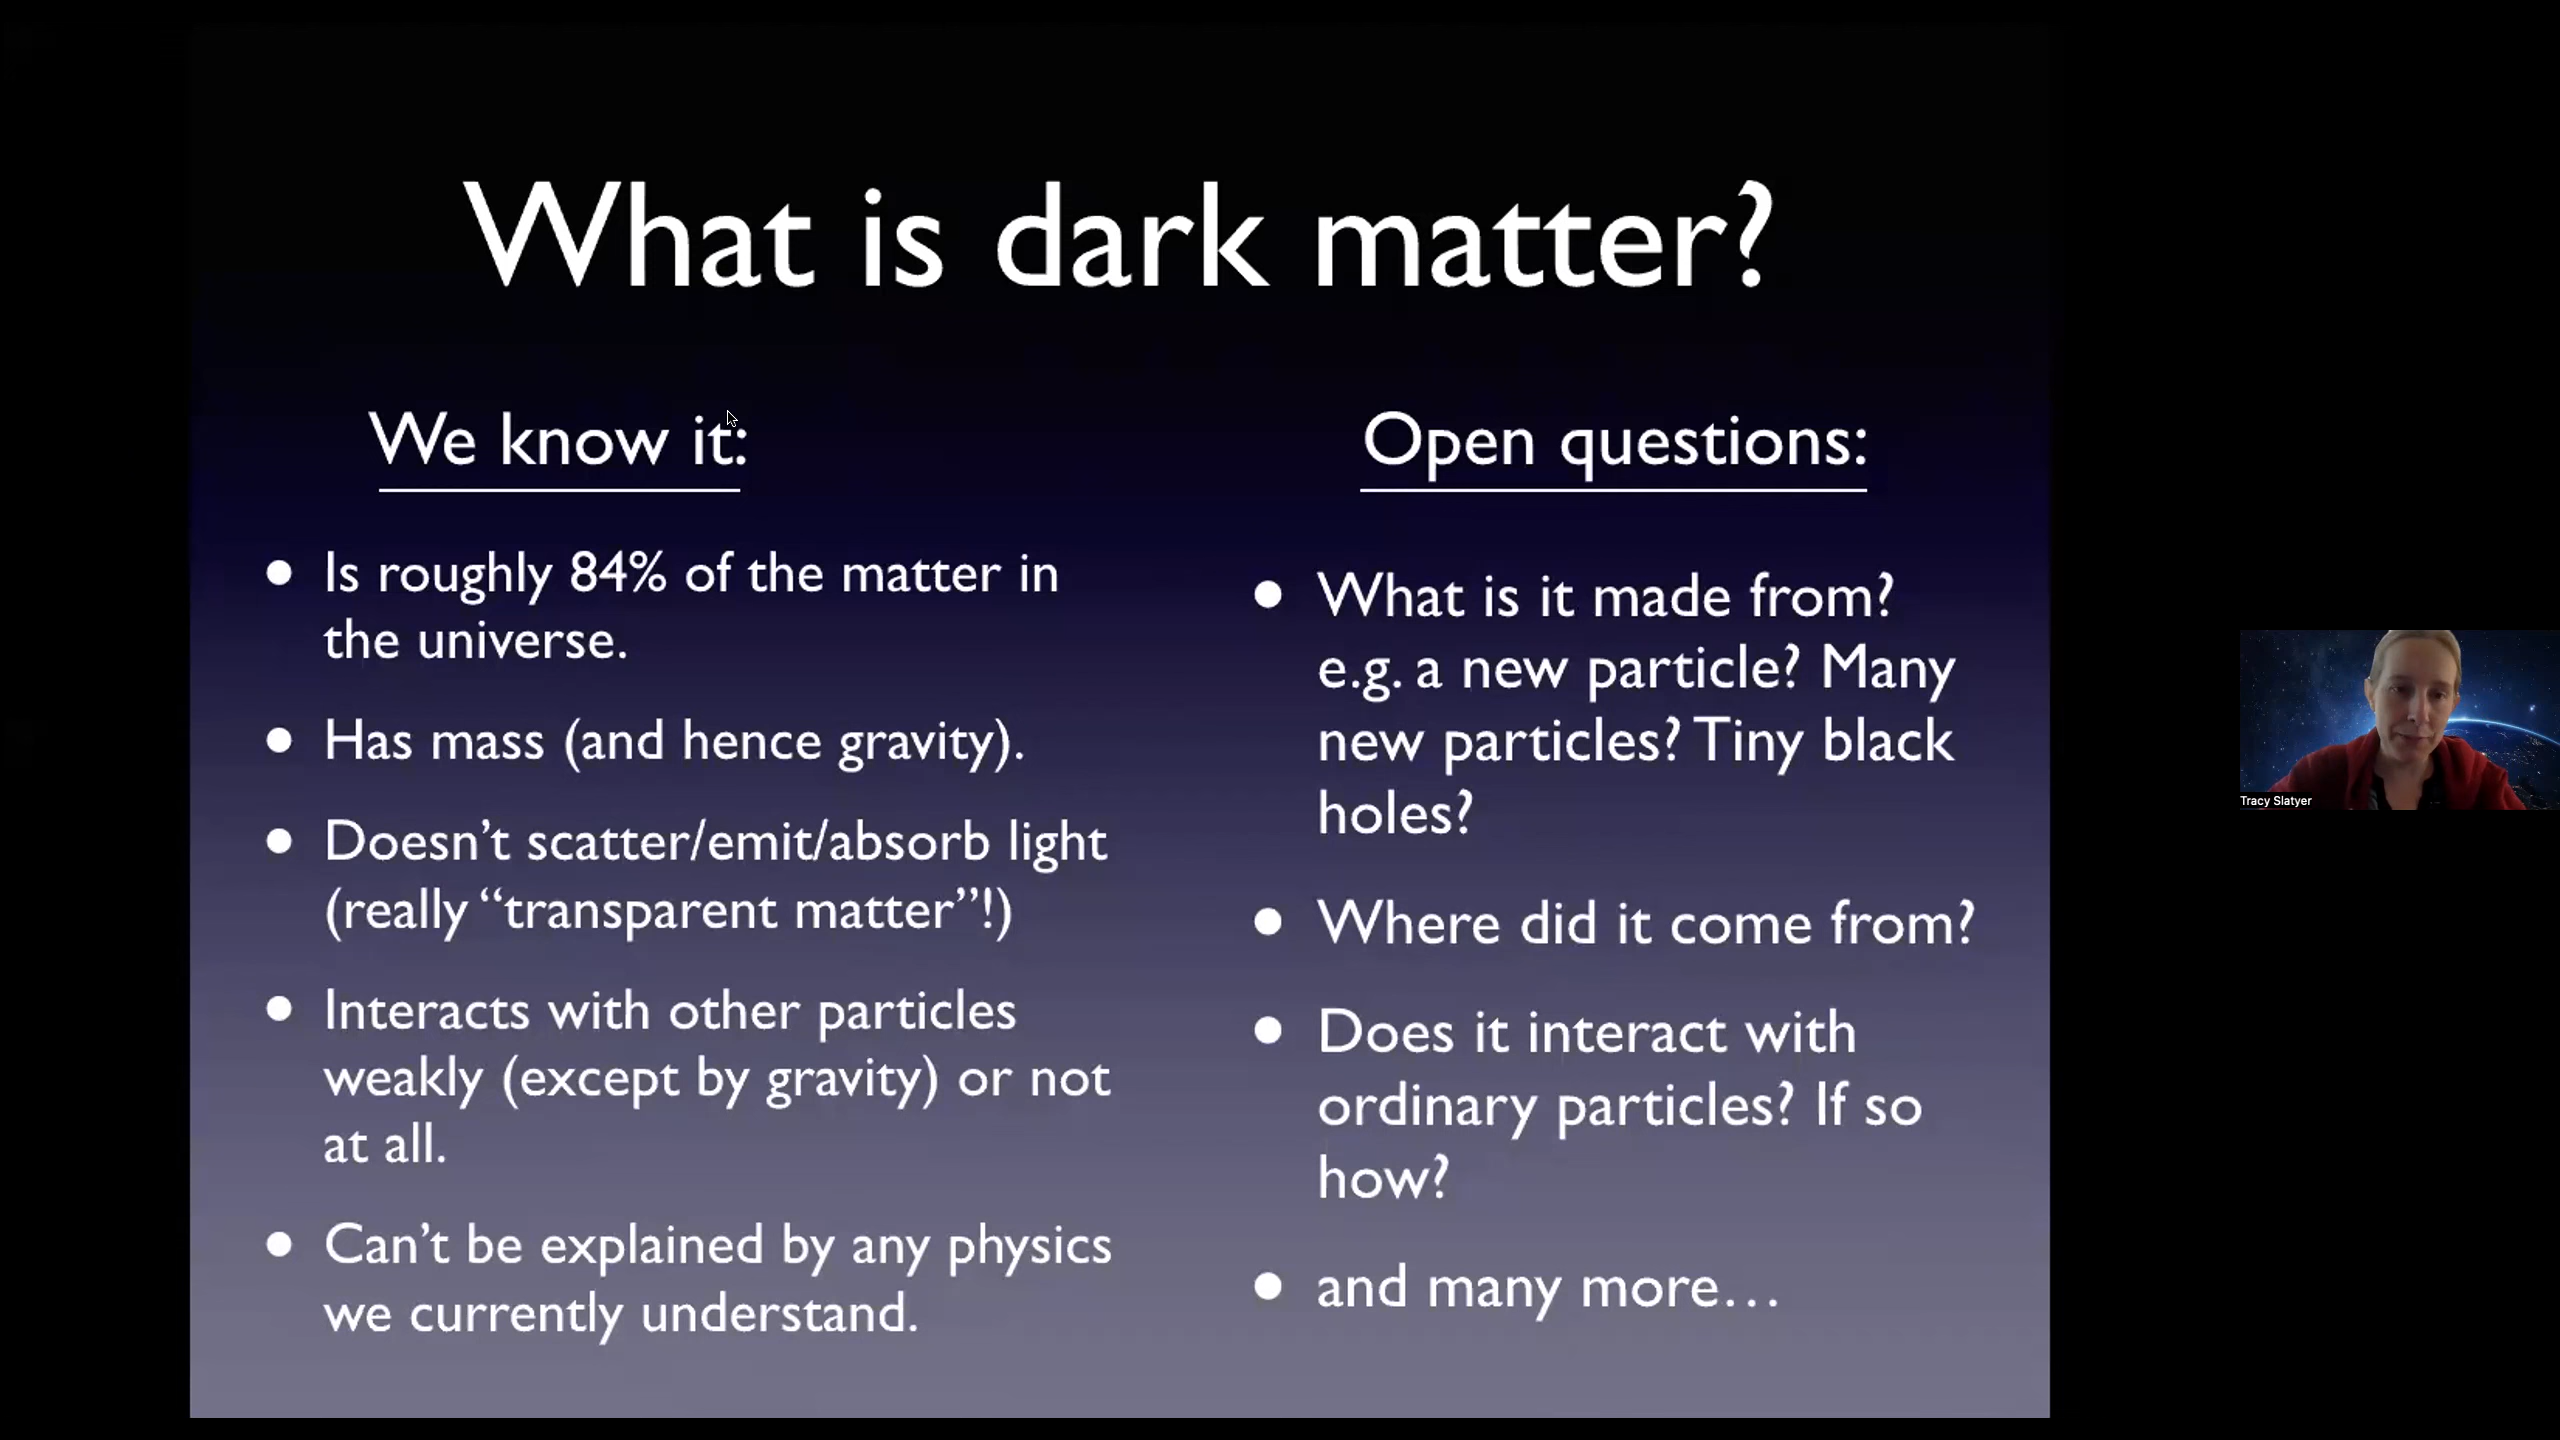 What is dark matter?
We know it:
• Is roughly 84% of the matter in
the universe.
• Has mass (and hence gravity).
• Doesn’t scatter/emit/absorb light
(really “transparent matter”!)
• Interacts with other particles
weakly (except by gravity) or not
at all.
• Can’t be explained by any physics
we currently understand.
Open questions:
• What is it made from?
e.g. a new particle? Many
new particles? Tiny black
holes?
• Where did it come from?
• Does it interact with
ordinary particles? If so
how?
• and many more…
Tracy Slatyer